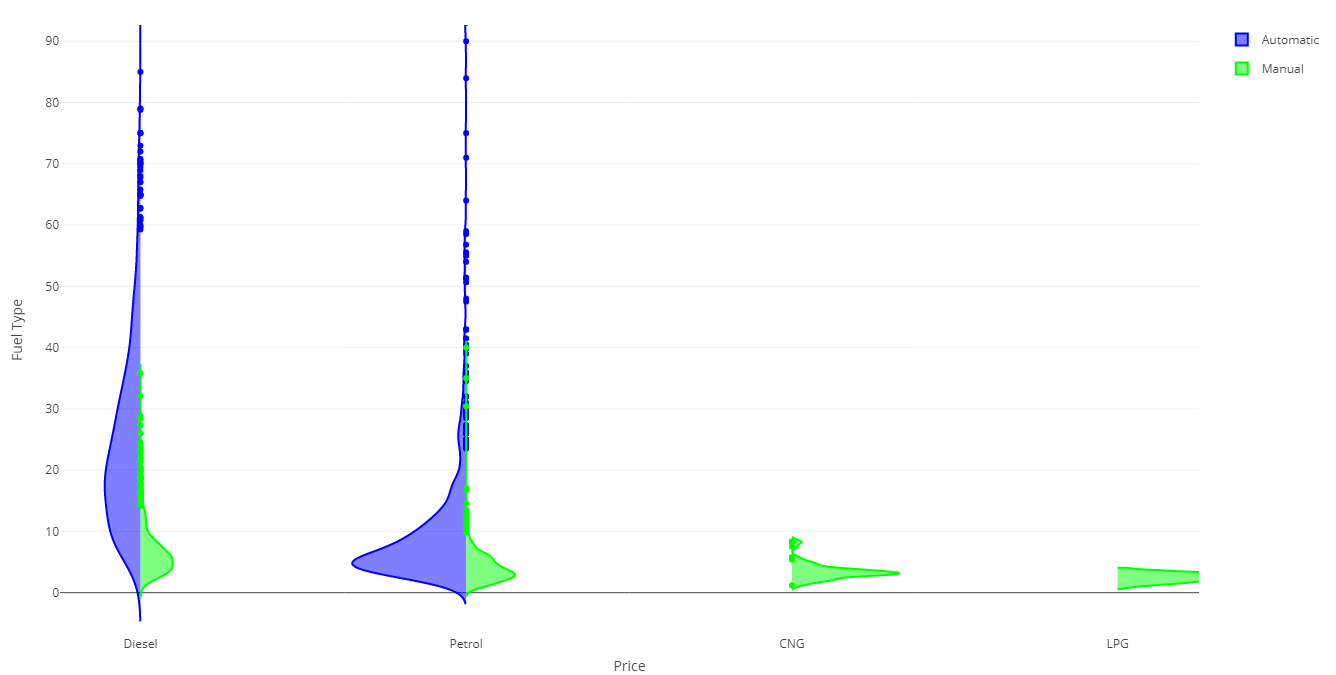 Fuel Type
90
80
70
60
50
40
30
20
10
0
Diesel
Petrol
CNG
LPG
Price
Automatic
Manual